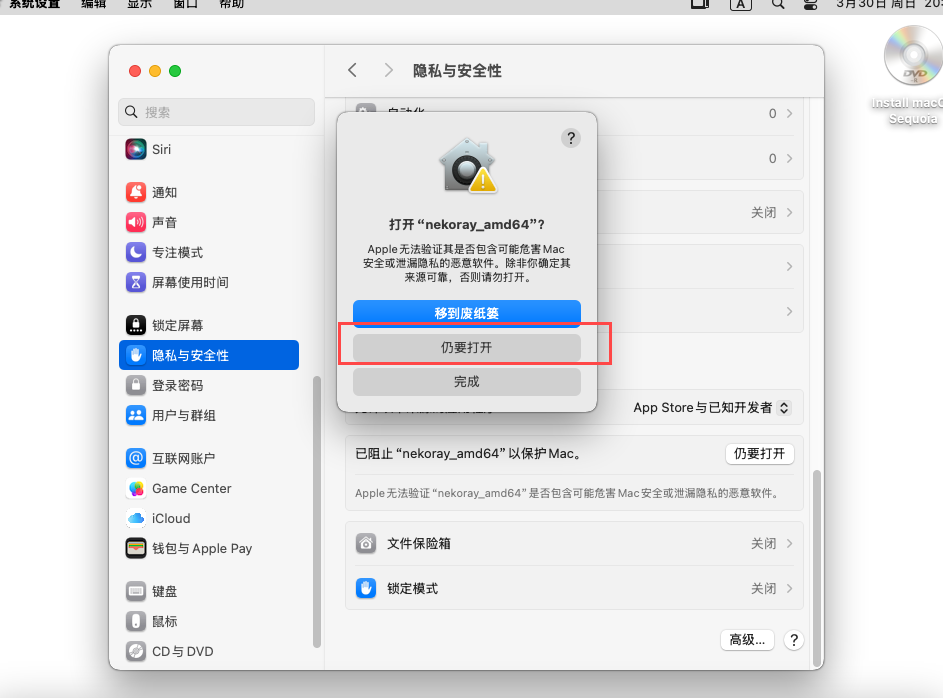 系统设置 编辑 显示 窗口 帮助
A 3月30日 周日 20:
隐私与安全性
搜索
Install macO
Sequoia
Siri
通知
声音
专注模式
屏幕使用时间
锁定屏幕
隐私与安全性
登录密码
用户与群组
互联网账户
Game Center
iCloud
钱包与 Apple Pay
键盘
鼠标
CD 与 DVD
自动化 0
0
关闭
?
打开“nekoray_amd64”?
Apple 无法验证其是否包含可能危害 Mac
安全或泄漏隐私的恶意软件。除非你确定其
来源可靠，否则请勿打开。
移到废纸篓
仍要打开
完成
App Store 与已知开发者
已阻止“nekoray_amd64”以保护 Mac。 仍要打开
Apple 无法验证“nekoray_amd64”是否包含可能危害 Mac 安全或泄漏隐私的恶意软件。
文件保险箱 关闭
锁定模式 关闭
高级... ?
DVD